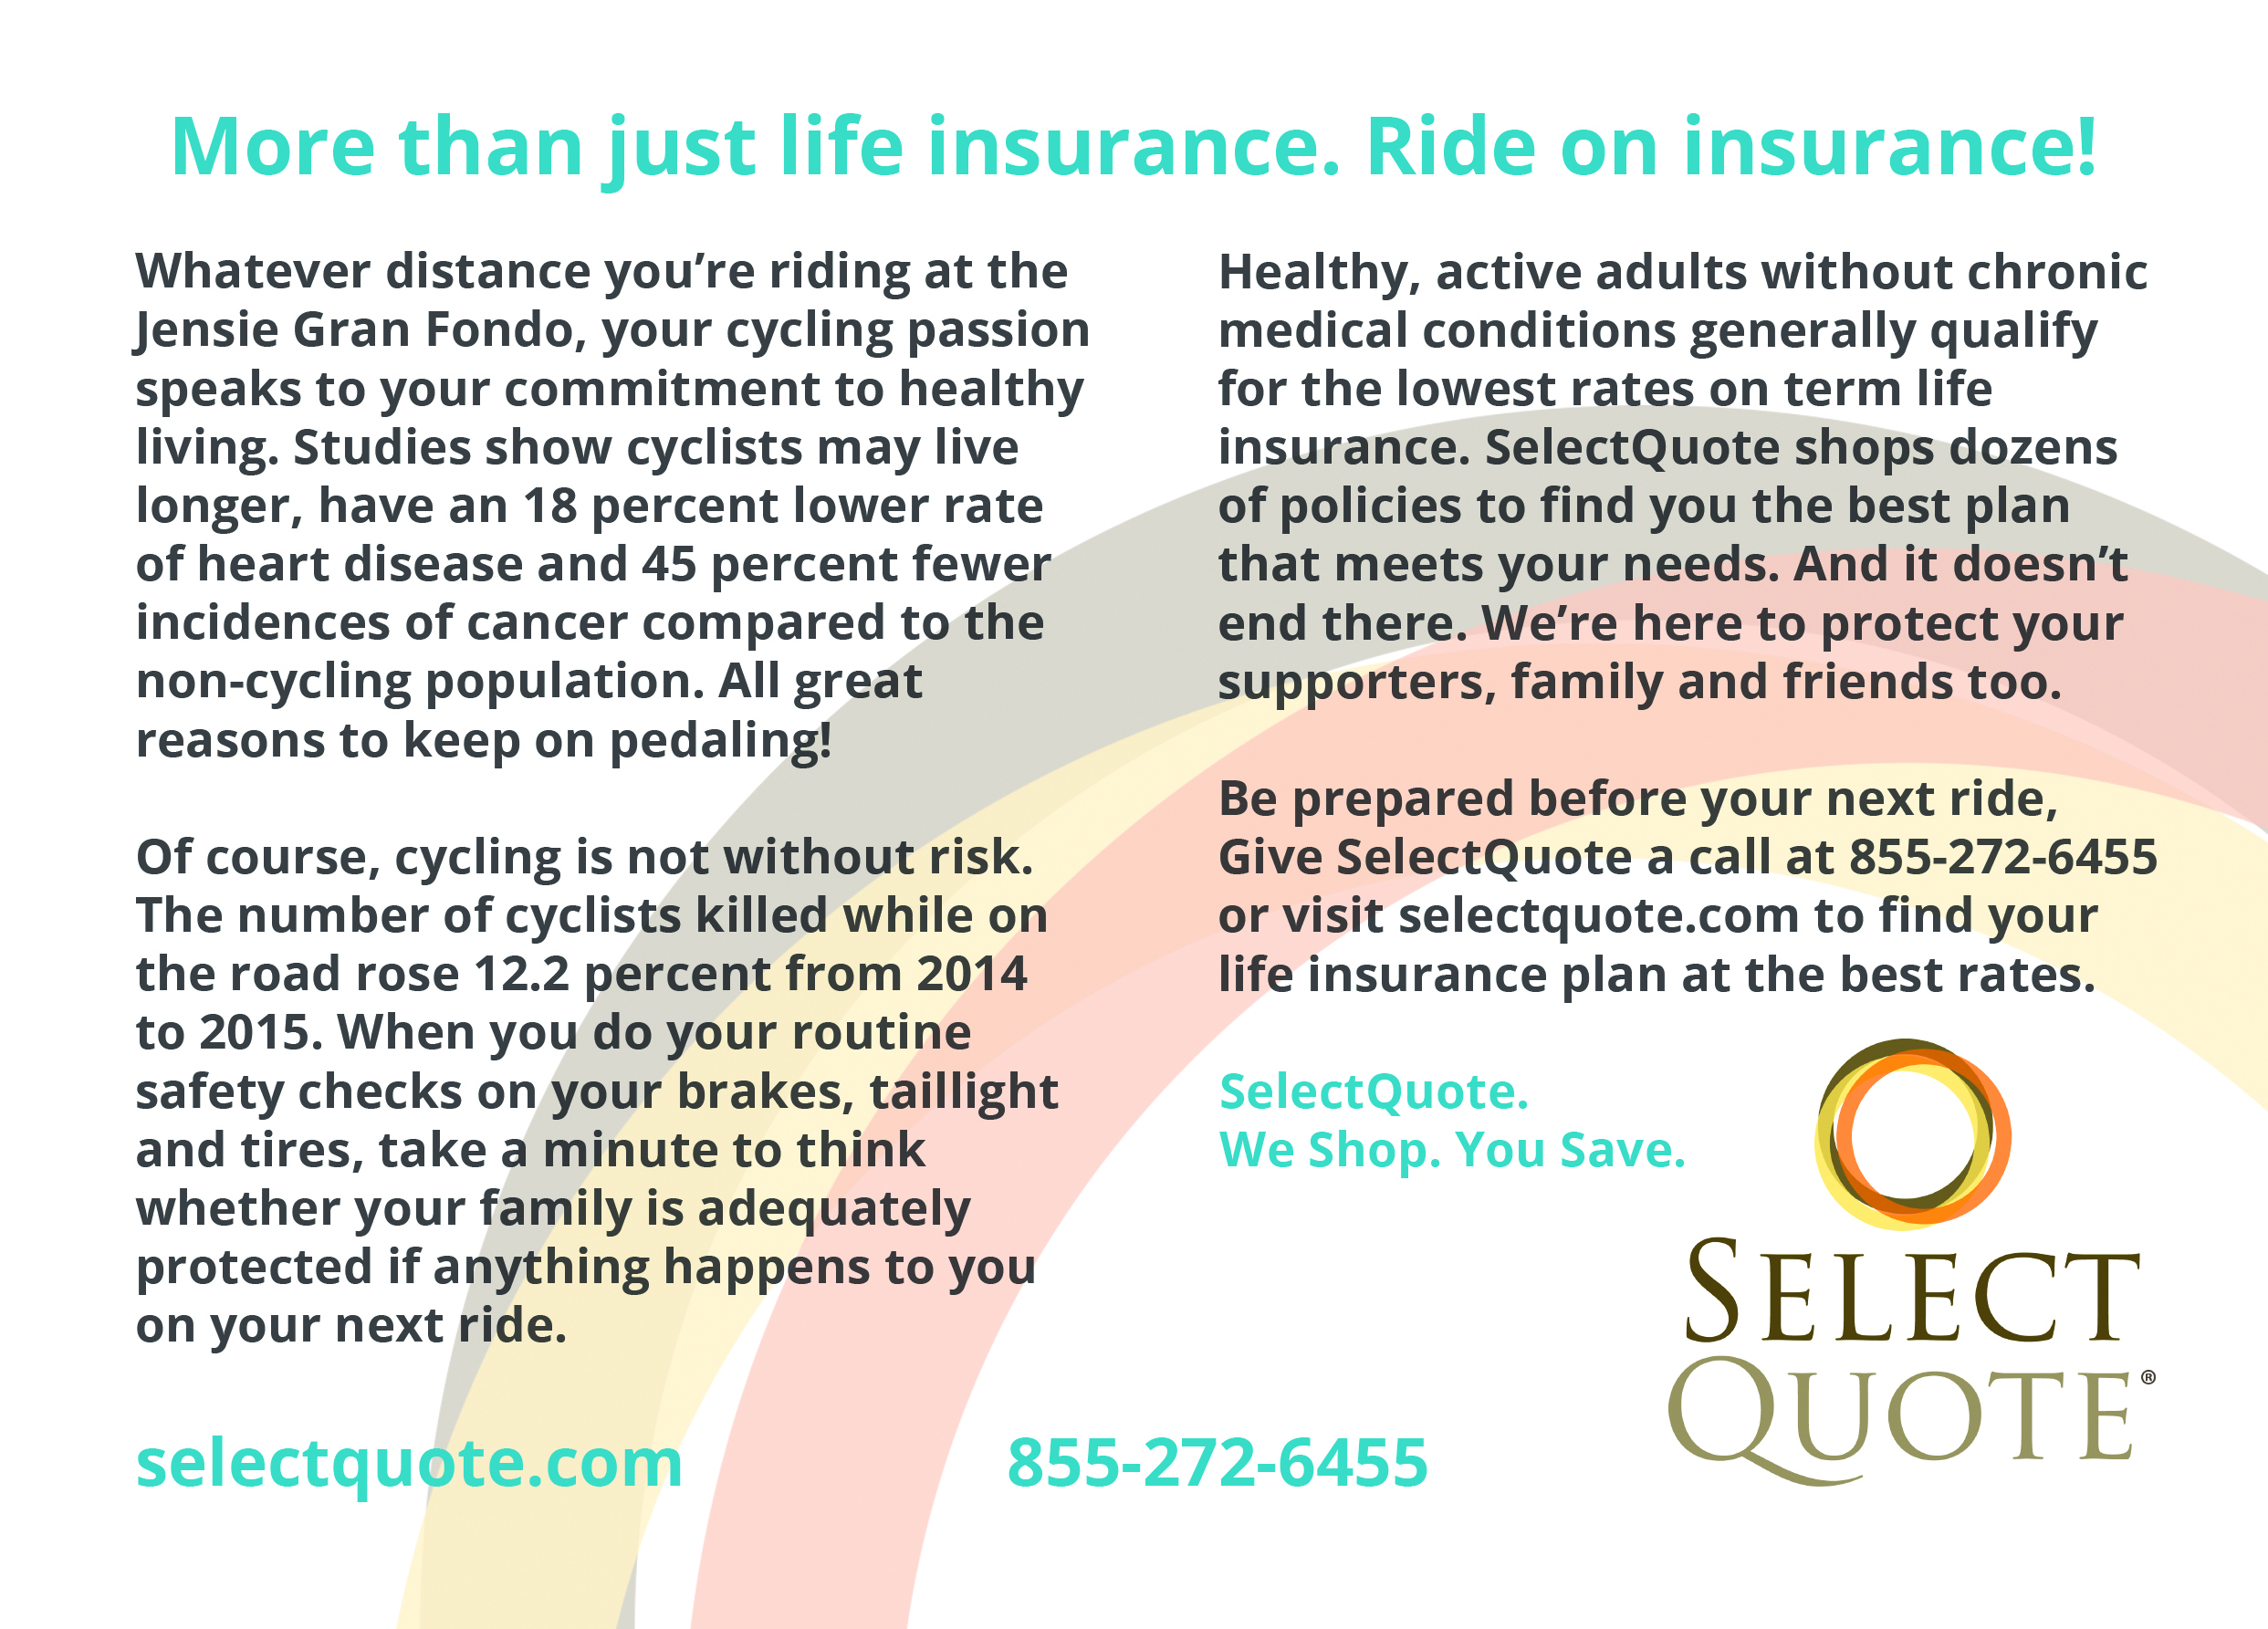 More than just life insurance. Ride on insurance!
Whatever distance you’re riding at the
Jensie Gran Fondo, your cycling passion
speaks to your commitment to healthy
living. Studies show cyclists may live
longer, have an 18 percent lower rate
of heart disease and 45 percent fewer
incidences of cancer compared to the
non-cycling population. All great
reasons to keep on pedaling!
Of course, cycling is not without risk.
The number of cyclists killed while on
the road rose 12.2 percent from 2014
to 2015. When you do your routine
safety checks on your brakes, taillight
and tires, take a minute to think
whether your family is adequately
protected if anything happens to you
on your next ride.
Healthy, active adults without chronic
medical conditions generally qualify
for the lowest rates on term life
insurance. SelectQuote shops dozens
of policies to find you the best plan
that meets your needs. And it doesn’t
end there. We’re here to protect your
supporters, family and friends too.
Be prepared before your next ride,
Give SelectQuote a call at 855-272-6455
or visit selectquote.com to find your
life insurance plan at the best rates.
SelectQuote.
We Shop. You Save.
SELECT
QUOTE®
selectquote.com
855-272-6455